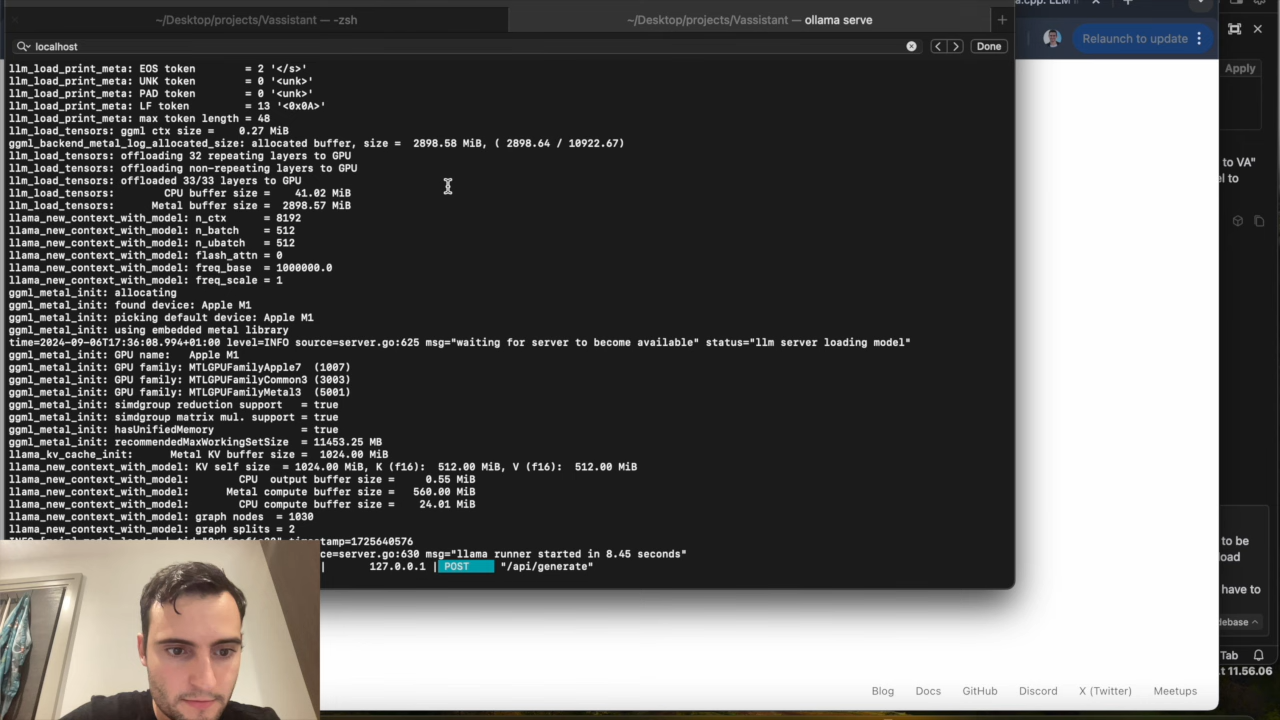 a.cpp: LLM
~/Desktop/projects/Vassistant — -zsh
~/Desktop/projects/Vassistant — ollama serve
localhost
Done
Relaunch to update
Apply
llm_load_print_meta: EOS token        = 2 '</s>'
llm_load_print_meta: UNK token        = 0 '<unk>'
llm_load_print_meta: PAD token        = 0 '<unk>'
llm_load_print_meta: LF token         = 13 '<0x0A>'
llm_load_print_meta: max token length = 48
llm_load_tensors: ggml ctx size =    0.27 MiB
ggml_backend_metal_log_allocated_size: allocated buffer, size =  2898.58 MiB, ( 2898.64 / 10922.67)
llm_load_tensors: offloading 32 repeating layers to GPU
llm_load_tensors: offloading non-repeating layers to GPU
llm_load_tensors: offloaded 33/33 layers to GPU
llm_load_tensors:        CPU buffer size =    41.02 MiB
llm_load_tensors:      Metal buffer size =  2898.57 MiB
llama_new_context_with_model: n_ctx      = 8192
llama_new_context_with_model: n_batch    = 512
llama_new_context_with_model: n_ubatch   = 512
llama_new_context_with_model: flash_attn = 0
llama_new_context_with_model: freq_base  = 1000000.0
llama_new_context_with_model: freq_scale = 1
ggml_metal_init: allocating
ggml_metal_init: found device: Apple M1
ggml_metal_init: picking default device: Apple M1
ggml_metal_init: using embedded metal library
time=2024-09-06T17:36:08.994+01:00 level=INFO source=server.go:625 msg="waiting for server to become available" status="llm server loading model"
ggml_metal_init: GPU name:   Apple M1
ggml_metal_init: GPU family: MTLGPUFamilyApple7  (1007)
ggml_metal_init: GPU family: MTLGPUFamilyCommon3 (3003)
ggml_metal_init: GPU family: MTLGPUFamilyMetal3  (5001)
ggml_metal_init: simdgroup reduction support   = true
ggml_metal_init: simdgroup matrix mul. support = true
ggml_metal_init: hasUnifiedMemory              = true
ggml_metal_init: recommendedMaxWorkingSetSize  = 11453.25 MB
llama_kv_cache_init:      Metal KV buffer size =  1024.00 MiB
llama_new_context_with_model: KV self size  = 1024.00 MiB, K (f16):  512.00 MiB, V (f16):  512.00 MiB
llama_new_context_with_model:        CPU  output buffer size =     0.55 MiB
llama_new_context_with_model:      Metal compute buffer size =   560.00 MiB
llama_new_context_with_model:        CPU compute buffer size =    24.01 MiB
llama_new_context_with_model: graph nodes  = 1030
llama_new_context_with_model: graph splits = 2
timestamp=1725640576
ce=server.go:630 msg="llama runner started in 8.45 seconds"
|       127.0.0.1 | POST     "/api/generate"
to VA"
el to
to be
oad
have to
debase
Tab
t 11.56.06
Blog
Docs
GitHub
Discord
X (Twitter)
Meetups